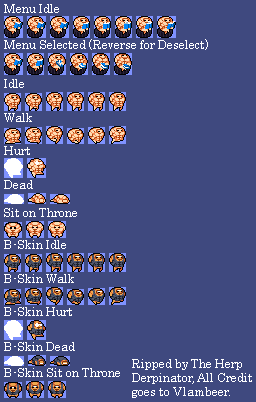 Menu Idle
Menu Selected (Reverse for Deselect)
Idle
Walk
Hurt
Dead
Sit on Throne
B-Skin Idle
B-Skin Walk
B-Skin Hurt
B-Skin Dead
B-Skin Sit on Throne
Ripped by The Herp
Derpinator, All Credit
goes to Vlambeer.